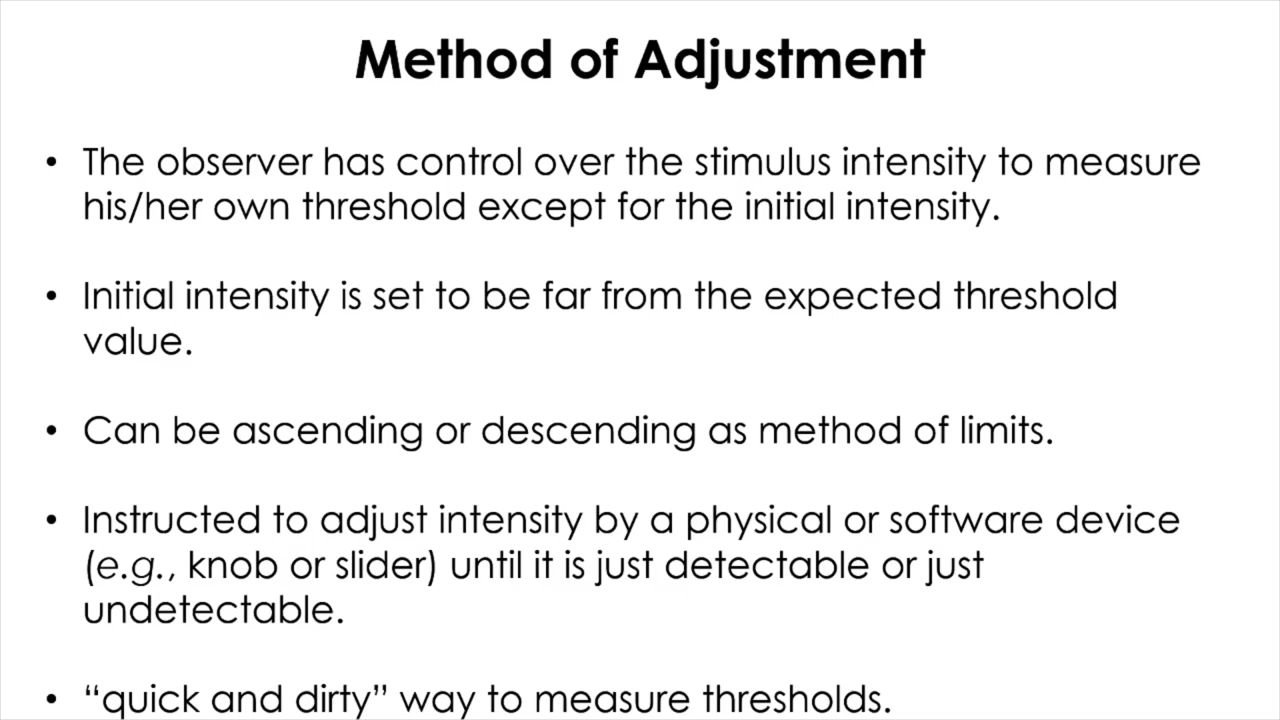 Method of Adjustment
• The observer has control over the stimulus intensity to measure
his/her own threshold except for the initial intensity.
• Initial intensity is set to be far from the expected threshold
value.
• Can be ascending or descending as method of limits.
• Instructed to adjust intensity by a physical or software device
(e.g., knob or slider) until it is just detectable or just
undetectable.
• “quick and dirty” way to measure thresholds.